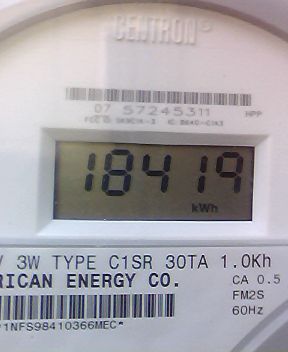 CENTRON®
07 57245311 HPP
18419
kWh
V 3W TYPE C1SR 30TA 1.0Kh
RICAN ENERGY CO. CA 0.5
FM2S
60Hz
*1NFS98410366MEC*